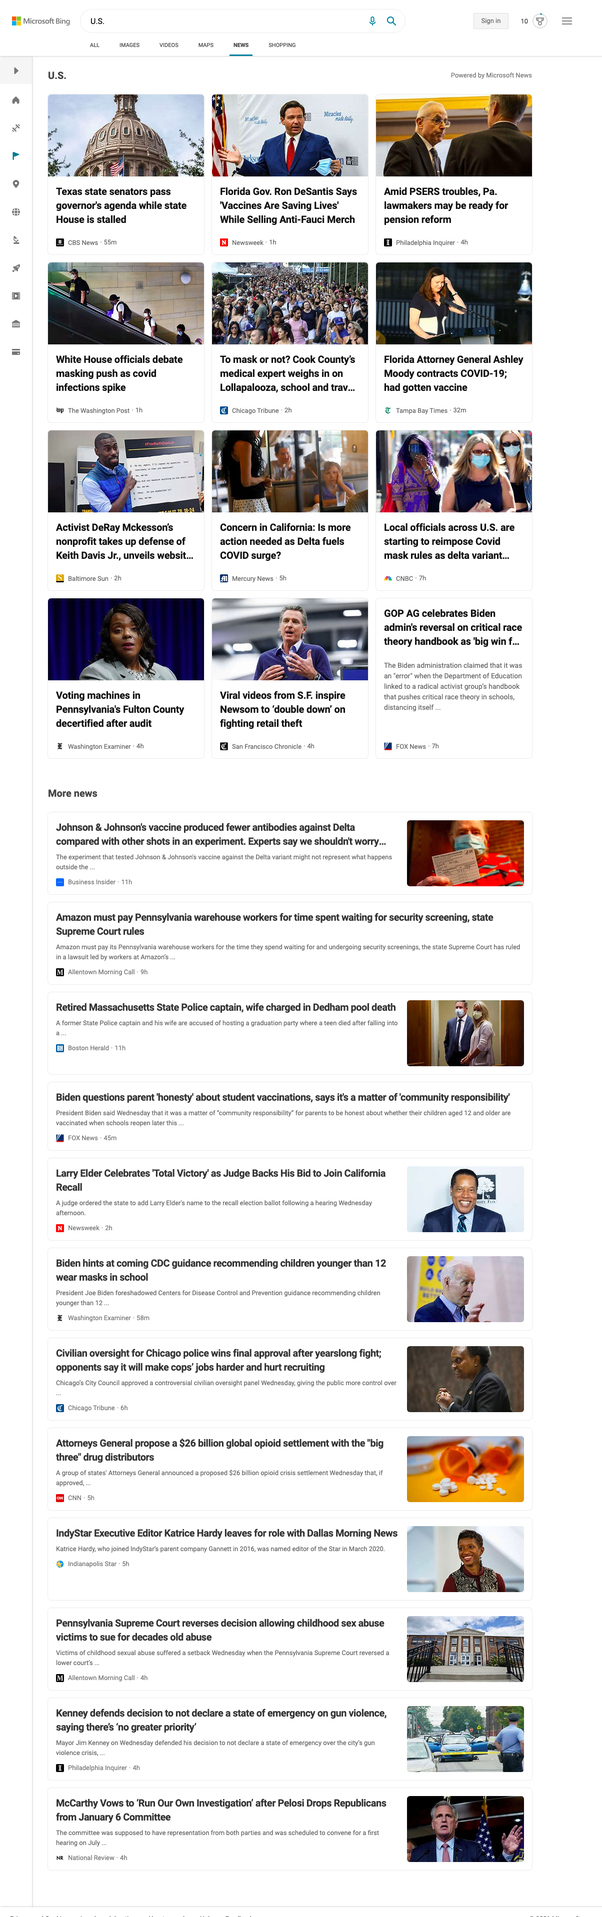 Microsoft Bing
U.S.
Sign in
10
ALL IMAGES VIDEOS MAPS NEWS SHOPPING
U.S.
Powered by Microsoft News
Texas state senators pass
governor's agenda while state
House is stalled
CBS News · 55m
Miracles
made daily.
Florida Gov. Ron DeSantis Says
'Vaccines Are Saving Lives'
While Selling Anti-Fauci Merch
Newsweek · 1h
Amid PSERS troubles, Pa.
lawmakers may be ready for
pension reform
Philadelphia Inquirer · 4h
White House officials debate
masking push as covid
infections spike
The Washington Post · 1h
To mask or not? Cook County's
medical expert weighs in on
Lollapalooza, school and trav...
Chicago Tribune · 2h
Florida Attorney General Ashley
Moody contracts COVID-19;
had gotten vaccine
Tampa Bay Times · 32m
Activist DeRay Mckesson's
nonprofit takes up defense of
Keith Davis Jr., unveils websit...
Baltimore Sun · 2h
Concern in California: Is more
action needed as Delta fuels
COVID surge?
Mercury News · 5h
Local officials across U.S. are
starting to reimpose Covid
mask rules as delta variant...
CNBC · 7h
Voting machines in
Pennsylvania's Fulton County
decertified after audit
Washington Examiner · 4h
Viral videos from S.F. inspire
Newsom to 'double down' on
fighting retail theft
San Francisco Chronicle · 4h
GOP AG celebrates Biden
admin's reversal on critical race
theory handbook as 'big win f...
The Biden administration claimed that it was
an "error" when the Department of Education
linked to a radical activist group's handbook
that pushes critical race theory in schools,
distancing itself ...
FOX News · 7h
More news
Johnson & Johnson's vaccine produced fewer antibodies against Delta
compared with other shots in an experiment. Experts say we shouldn't worry...
The experiment that tested Johnson & Johnson's vaccine against the Delta variant might not represent what happens
outside the ...
Business Insider · 11h
Amazon must pay Pennsylvania warehouse workers for time spent waiting for security screening, state
Supreme Court rules
Amazon must pay its Pennsylvania warehouse workers for the time they spend waiting for and undergoing security screenings, the state Supreme Court has ruled
in a lawsuit led by workers at Amazon's ...
Allentown Morning Call · 9h
Retired Massachusetts State Police captain, wife charged in Dedham pool death
A former State Police captain and his wife are accused of hosting a graduation party where a teen died after falling into
a ...
Boston Herald · 11h
Biden questions parent 'honesty' about student vaccinations, says it's a matter of 'community responsibility'
President Biden said Wednesday that it was a matter of "community responsibility" for parents to be honest about whether their children aged 12 and older are
vaccinated when schools reopen later this ...
FOX News · 45m
Larry Elder Celebrates 'Total Victory' as Judge Backs His Bid to Join California
Recall
A judge ordered the state to add Larry Elder's name to the recall election ballot following a hearing Wednesday
afternoon.
Newsweek · 2h
Biden hints at coming CDC guidance recommending children younger than 12
wear masks in school
President Joe Biden foreshadowed Centers for Disease Control and Prevention guidance recommending children
younger than 12 ...
Washington Examiner · 58m
Civilian oversight for Chicago police wins final approval after yearslong fight;
opponents say it will make cops' jobs harder and hurt recruiting
Chicago's City Council approved a controversial civilian oversight panel Wednesday, giving the public more control over
...
Chicago Tribune · 6h
Attorneys General propose a $26 billion global opioid settlement with the "big
three" drug distributors
A group of states' Attorneys General announced a proposed $26 billion opioid crisis settlement Wednesday that, if
approved, ...
CNN · 5h
IndyStar Executive Editor Katrice Hardy leaves for role with Dallas Morning News
Katrice Hardy, who joined IndyStar's parent company Gannett in 2016, was named editor of the Star in March 2020.
Indianapolis Star · 5h
Pennsylvania Supreme Court reverses decision allowing childhood sex abuse
victims to sue for decades old abuse
Victims of childhood sexual abuse suffered a setback Wednesday when the Pennsylvania Supreme Court reversed a
lower court's ...
Allentown Morning Call · 4h
Kenney defends decision to not declare a state of emergency on gun violence,
saying there's 'no greater priority'
Mayor Jim Kenney on Wednesday defended his decision to not declare a state of emergency over the city's gun
violence crisis, ...
Philadelphia Inquirer · 4h
McCarthy Vows to 'Run Our Own Investigation' after Pelosi Drops Republicans
from January 6 Committee
The committee was supposed to have representation from both parties and was scheduled to convene for a first
hearing on July ...
NR National Review · 4h